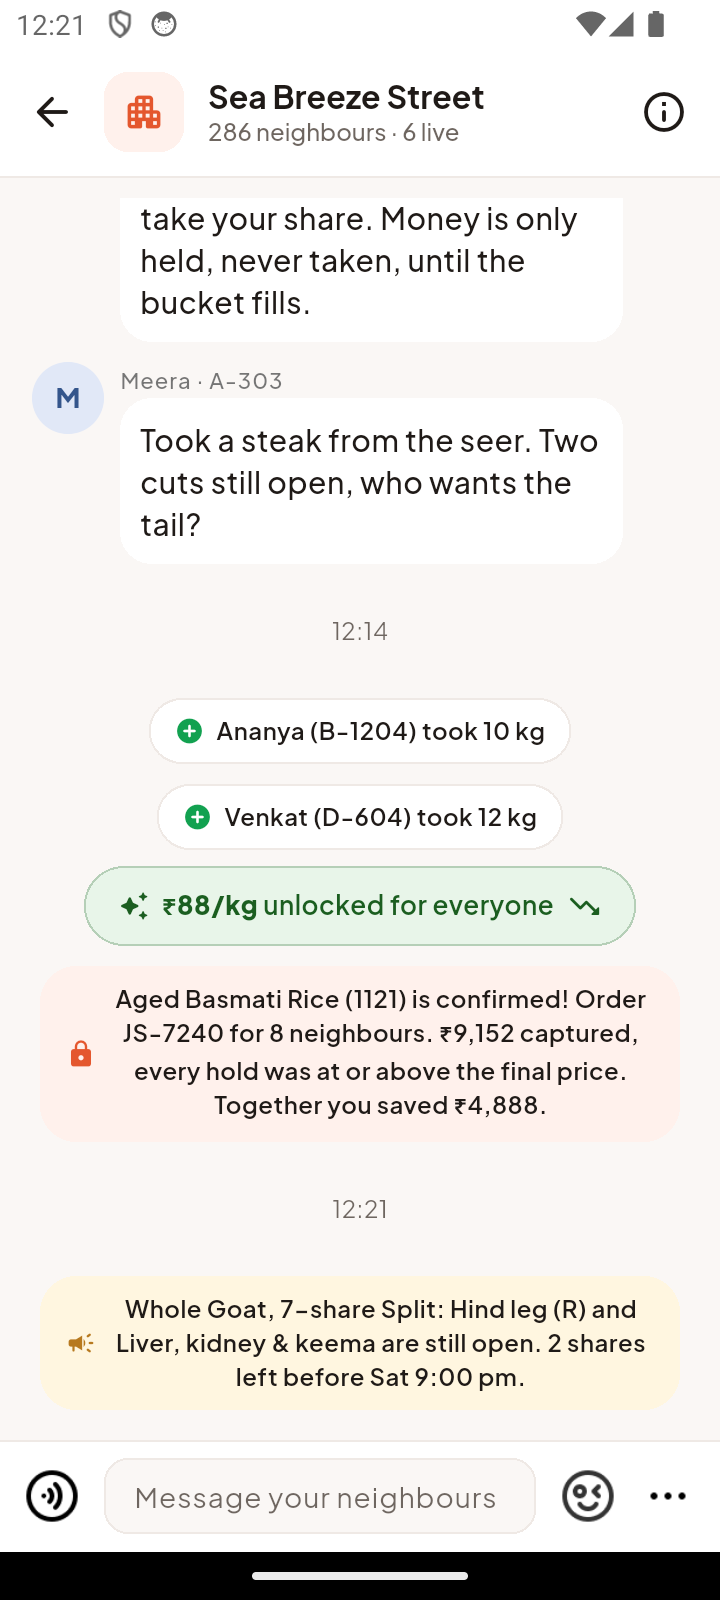 12:21
Sea Breeze Street
286 neighbours · 6 live
take your share. Money is only
held, never taken, until the
bucket fills.
M
Meera · A-303
Took a steak from the seer. Two
cuts still open, who wants the
tail?
12:14
Ananya (B-1204) took 10 kg
Venkat (D-604) took 12 kg
₹88/kg unlocked for everyone
Aged Basmati Rice (1121) is confirmed! Order
JS-7240 for 8 neighbours. ₹9,152 captured,
every hold was at or above the final price.
Together you saved ₹4,888.
12:21
Whole Goat, 7–share Split: Hind leg (R) and
Liver, kidney & keema are still open. 2 shares
left before Sat 9:00 pm.
Message your neighbours